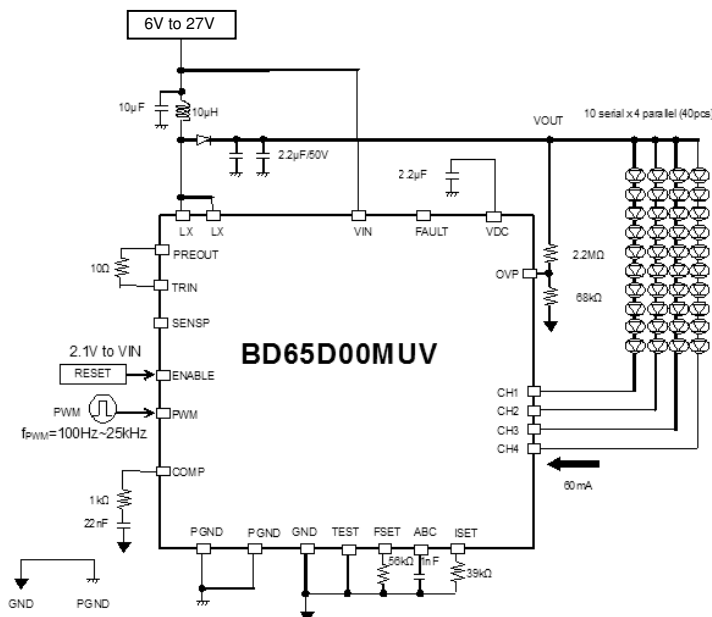 6V to 27V
10μF
10μH
VOUT
10 serial x 4 parallel (40pcs)
2.2μF/50V
2.2μF
LX
LX
VIN
FAULT
VDC
PREOUT
10Ω
TRIN
2.2MΩ
OVP
68kΩ
SENSP
BD65D00MUV
2.1V to VIN
RESET
ENABLE
PWM
PWM
fPWM=100Hz~25kHz
CH1
CH2
CH3
CH4
60mA
COMP
1kΩ
22nF
PGND
PGND
GND
TEST
FSET
ABC
ISET
56kΩ
1nF
39kΩ
GND
PGND